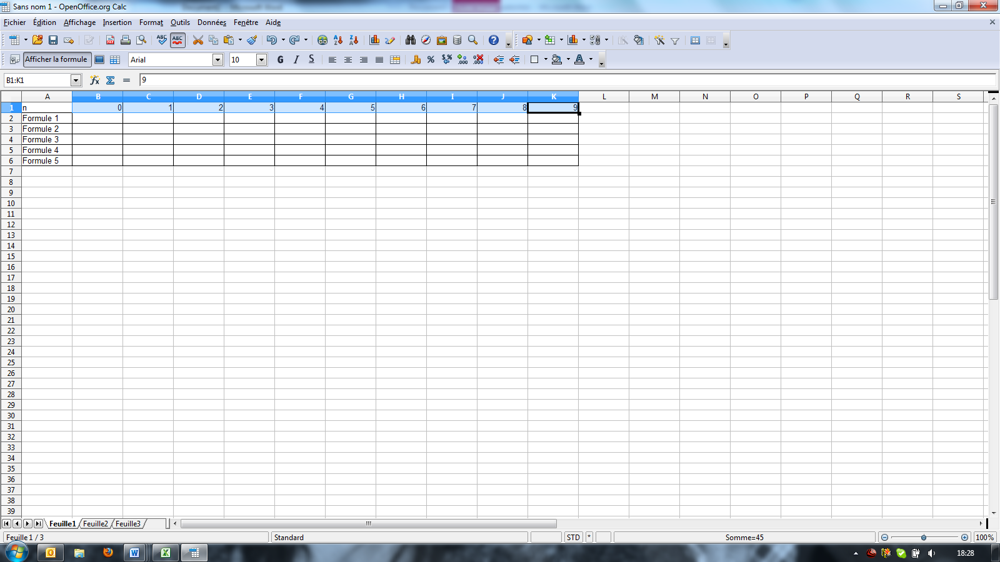 Sans nom 1 - OpenOffice.org Calc
Fichier Édition Affichage Insertion Format Outils Données Fenêtre Aide
Afficher la formule Arial 10 G I S
B1:K1 9
A B C D E F G H I J K L M N O P Q R S
1 n 0 1 2 3 4 5 6 7 8 9
2 Formule 1
3 Formule 2
4 Formule 3
5 Formule 4
6 Formule 5
7
8
9
10
11
12
13
14
15
16
17
18
19
20
21
22
23
24
25
26
27
28
29
30
31
32
33
34
35
36
37
38
39
Feuille1 Feuille2 Feuille3
Feuille 1 / 3 Standard STD * Somme=45 100%
18:28